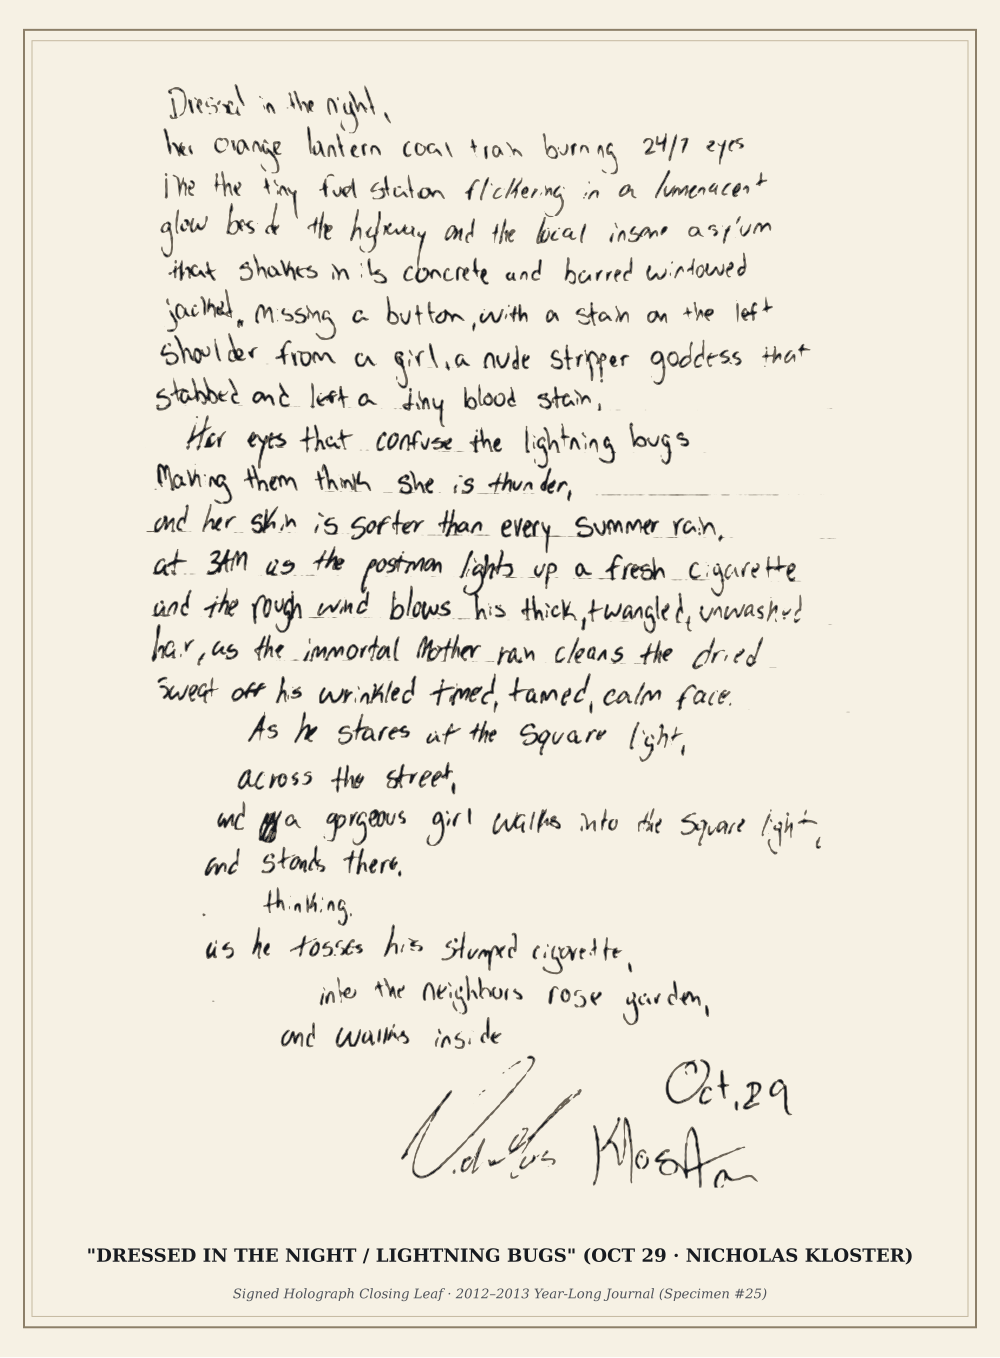 Dressed in the night,
her orange lantern coal train burning 24/7 eyes
like the tiny fuel station flickering in a lumenacent
glow beside the highway and the local insane asylum
that shakes in its concrete and barred windowed
jacket, missing a button, with a stain on the left
shoulder from a girl, a nude stripper goddess that
stabbed and left a tiny blood stain,
Her eyes that confuse the lightning bugs
Making them think she is thunder,
and her skin is softer than every summer rain,
at 3AM as the postman lights up a fresh cigarette
and the rough wind blows his thick, twangled, unwashed
hair, as the immortal Mother rain cleans the dried
sweat off his wrinkled timed, tamed, calm face.
As he stares at the square light,
across the street,
and a gorgeous girl walks into the square light,
and stands there,
thinking.
as he tosses his stumped cigarette,
into the neighbors rose garden,
and walks inside
Oct. 29
Nicholas Kloster
"DRESSED IN THE NIGHT / LIGHTNING BUGS" (OCT 29 · NICHOLAS KLOSTER)
Signed Holograph Closing Leaf · 2012–2013 Year-Long Journal (Specimen #25)